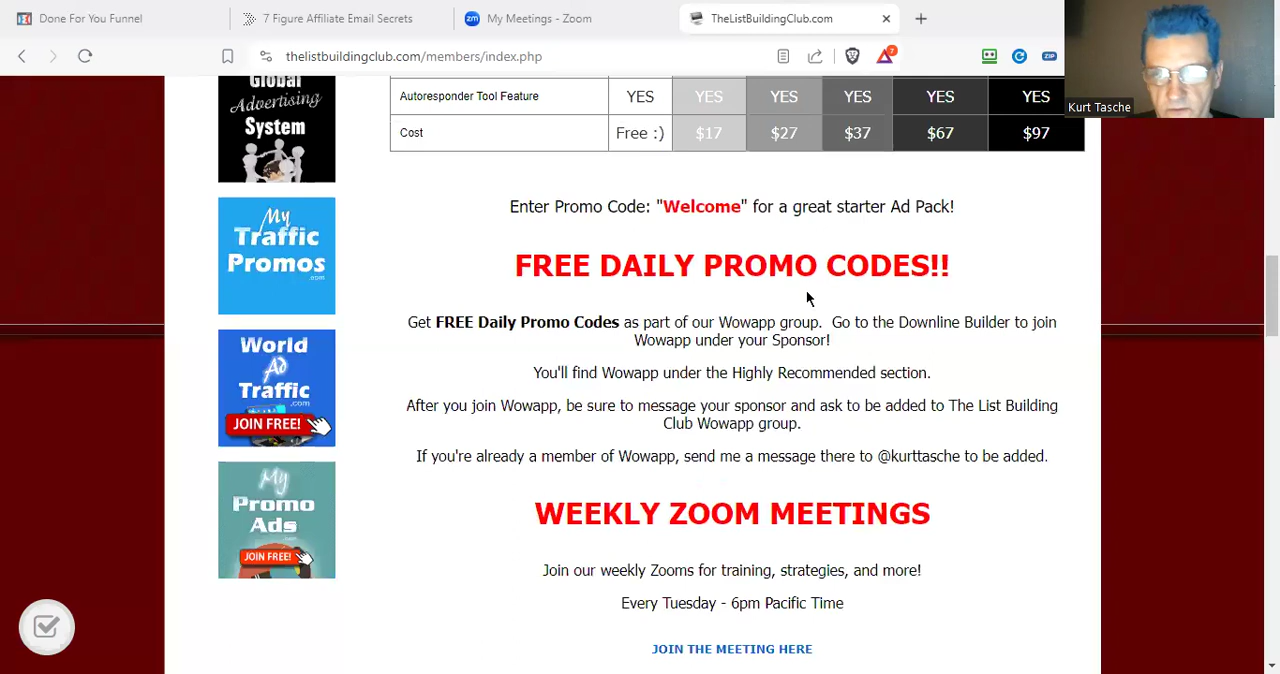 Done For You Funnel
7 Figure Affiliate Email Secrets
zm
My Meetings - Zoom
TheListBuildingClub.com
thelistbuildingclub.com/members/index.php
7
ZIP
Kurt Tasche
Global
Advertising
System
Autoresponder Tool Feature YES YES YES YES YES YES
Cost Free :) $17 $27 $37 $67 $97
My
Traffic
Promos
.com
Enter Promo Code: "Welcome" for a great starter Ad Pack!
FREE DAILY PROMO CODES!!
Get FREE Daily Promo Codes as part of our Wowapp group.  Go to the Downline Builder to join
Wowapp under your Sponsor!
You'll find Wowapp under the Highly Recommended section.
World
Ad
Traffic
.com
JOIN FREE!
After you join Wowapp, be sure to message your sponsor and ask to be added to The List Building
Club Wowapp group.
If you're already a member of Wowapp, send me a message there to @kurttasche to be added.
My
Promo
Ads
.com
JOIN FREE!
WEEKLY ZOOM MEETINGS
Join our weekly Zooms for training, strategies, and more!
Every Tuesday - 6pm Pacific Time
JOIN THE MEETING HERE